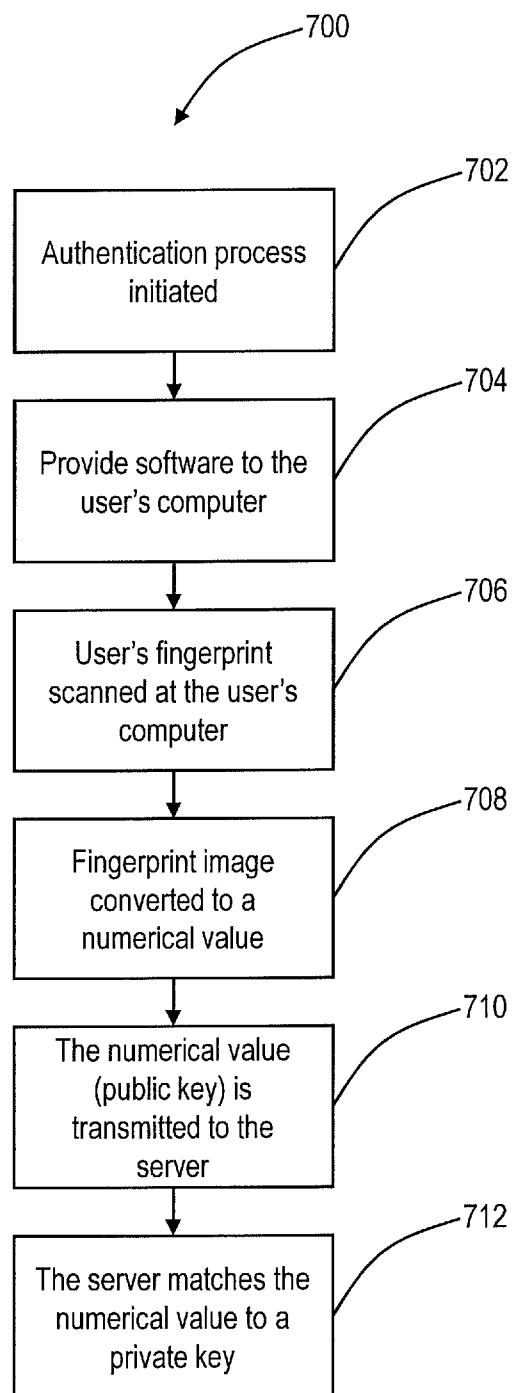 700
702
Authentication process
initiated
704
Provide software to the
user's computer
706
User's fingerprint
scanned at the user's
computer
708
Fingerprint image
converted to a
numerical value
710
The numerical value
(public key) is
transmitted to the
server
712
The server matches the
numerical value to a
private key